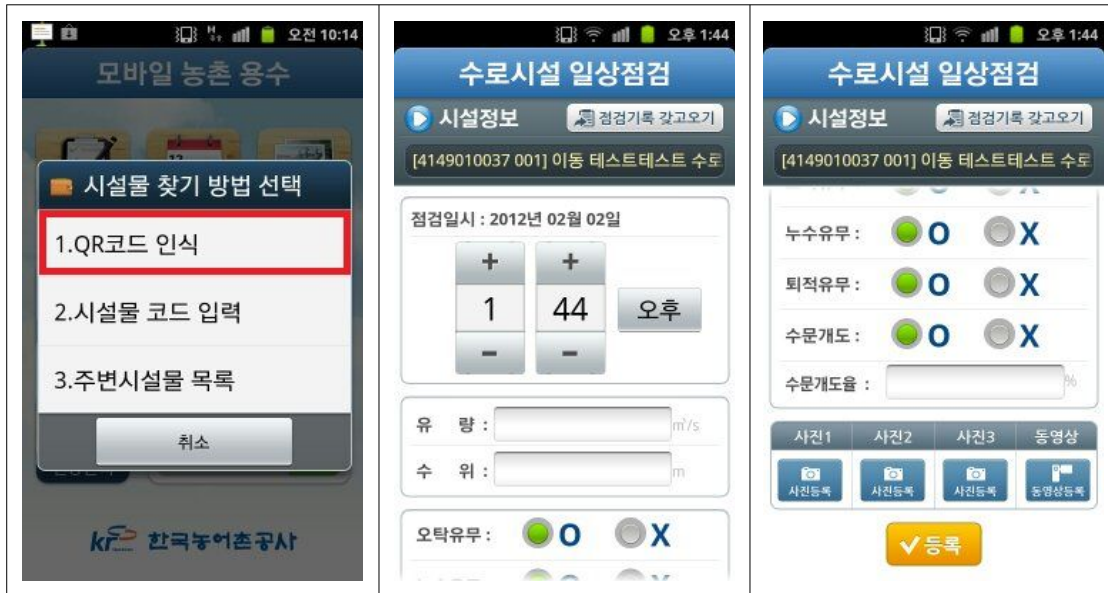 오전 10:14
모바일 농촌 용수
시설물 찾기 방법 선택
1.QR코드 인식
2.시설물 코드 입력
3.주변시설물 목록
취소
한국농어촌공사
오후 1:44
수로시설 일상점검
시설정보
점검기록 갖고오기
[4149010037 001] 이동 테스트테스트 수로
점검일시 : 2012년 02월 02일
+ +
1 44 오후
- -
유 량 : m³/s
수 위 : m
오탁유무 : O X
오후 1:44
수로시설 일상점검
시설정보
점검기록 갖고오기
[4149010037 001] 이동 테스트테스트 수로
누수유무 : O X
퇴적유무 : O X
수문개도 : O X
수문개도율 : %
사진1 사진2 사진3 동영상
사진등록 사진등록 사진등록 동영상등록
등록